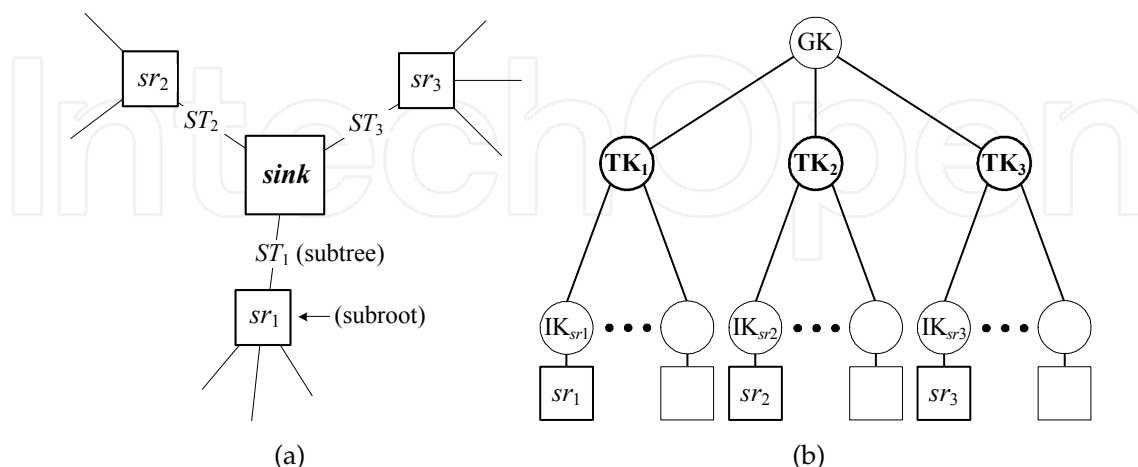 IntechOpen
sr₂
sr₃
ST₂
ST₃
sink
ST₁ (subtree)
sr₁
(subroot)
(a)
GK
TK₁
TK₂
TK₃
IKₛᵣ₁
IKₛᵣ₂
IKₛᵣ₃
sr₁
sr₂
sr₃
(b)